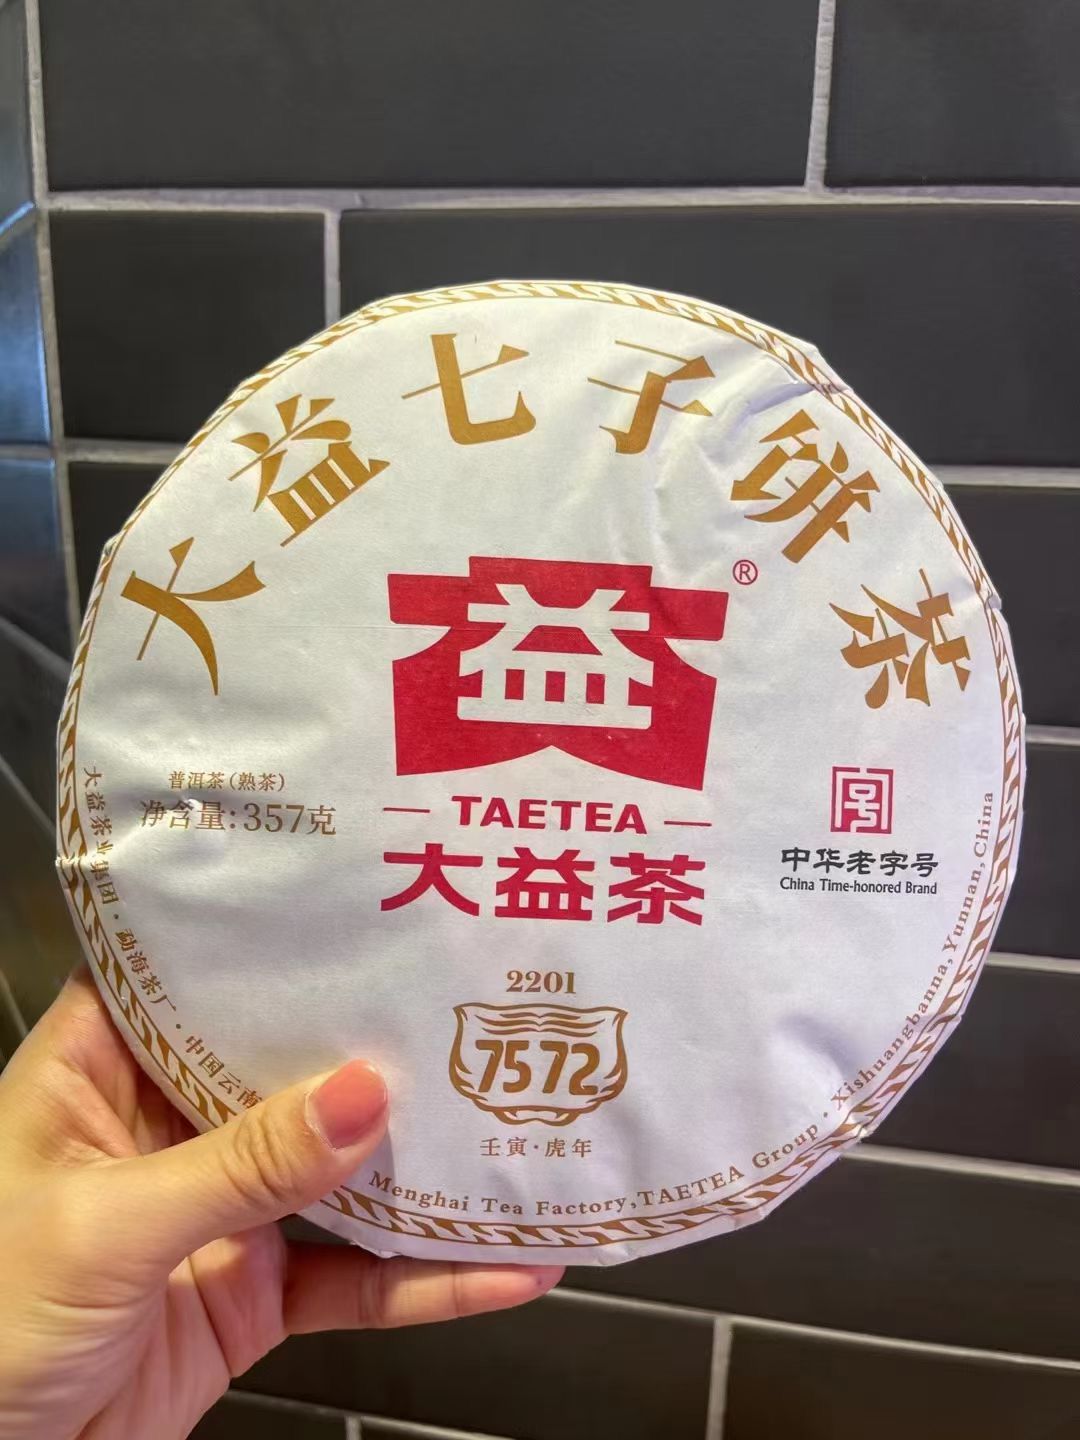 大益七子饼茶
益®
TAETEA
大益茶
普洱茶(熟茶)
净含量:357克
中华老字号
China Time-honored Brand
2201
7572
壬寅·虎年
大益茶业集团·勐海茶厂·中国云南
Menghai Tea Factory,TAETEA Group·Xishuangbanna,Yunnan,China